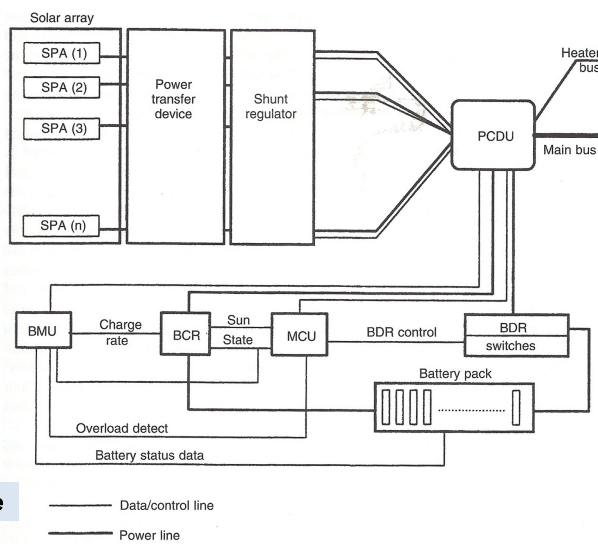 Solar array
SPA (1)
SPA (2)
SPA (3)
SPA (n)
Power
transfer
device
Shunt
regulator
PCDU
Heater
bus
Main bus
BMU
Charge
rate
BCR
Sun
State
MCU
BDR control
BDR
switches
Battery pack
Overload detect
Battery status data
e
Data/control line
Power line